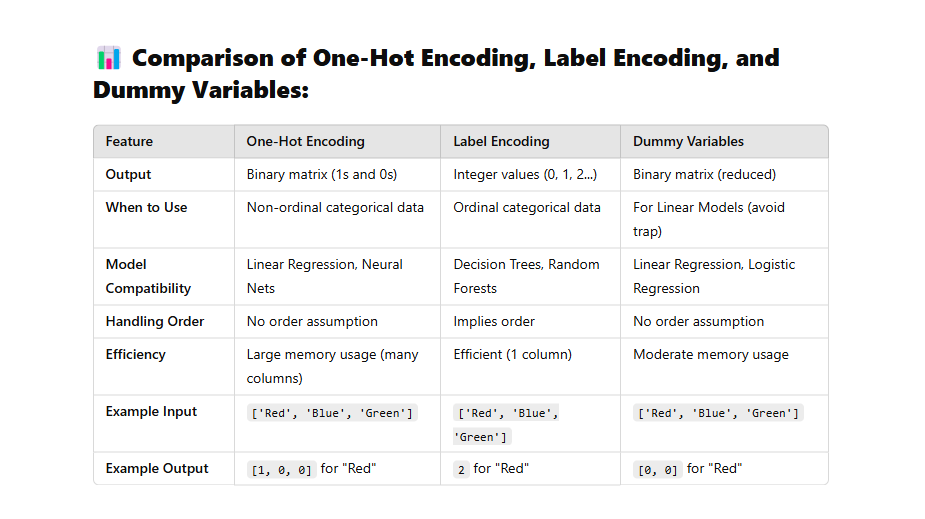 📊 Comparison of One-Hot Encoding, Label Encoding, and
Dummy Variables:
Feature One-Hot Encoding Label Encoding Dummy Variables
Output Binary matrix (1s and 0s) Integer values (0, 1, 2...) Binary matrix (reduced)
When to Use Non-ordinal categorical data Ordinal categorical data For Linear Models (avoid
trap)
Model Linear Regression, Neural Decision Trees, Random Linear Regression, Logistic
Compatibility Nets Forests Regression
Handling Order No order assumption Implies order No order assumption
Efficiency Large memory usage (many Efficient (1 column) Moderate memory usage
columns)
Example Input ['Red', 'Blue', 'Green'] ['Red', 'Blue', ['Red', 'Blue', 'Green']
'Green']
Example Output [1, 0, 0] for "Red" 2 for "Red" [0, 0] for "Red"